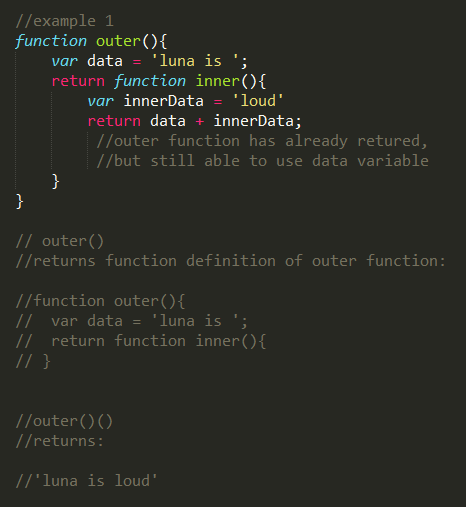 //example 1
function outer(){
    var data = 'luna is ';
    return function inner(){
        var innerData = 'loud'
        return data + innerData;
         //outer function has already retured,
         //but still able to use data variable
    }
}

// outer()
//returns function definition of outer function:

//function outer(){
//  var data = 'luna is ';
//  return function inner(){
// }


//outer()()
//returns:

//'luna is loud'